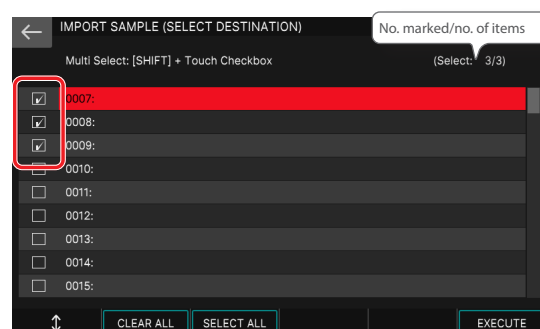 IMPORT SAMPLE (SELECT DESTINATION)
No. marked/no. of items
Multi Select: [SHIFT] + Touch Checkbox
(Select: 3/3)
0007:
0008:
0009:
0010:
0011:
0012:
0013:
0014:
0015:
CLEAR ALL
SELECT ALL
EXECUTE